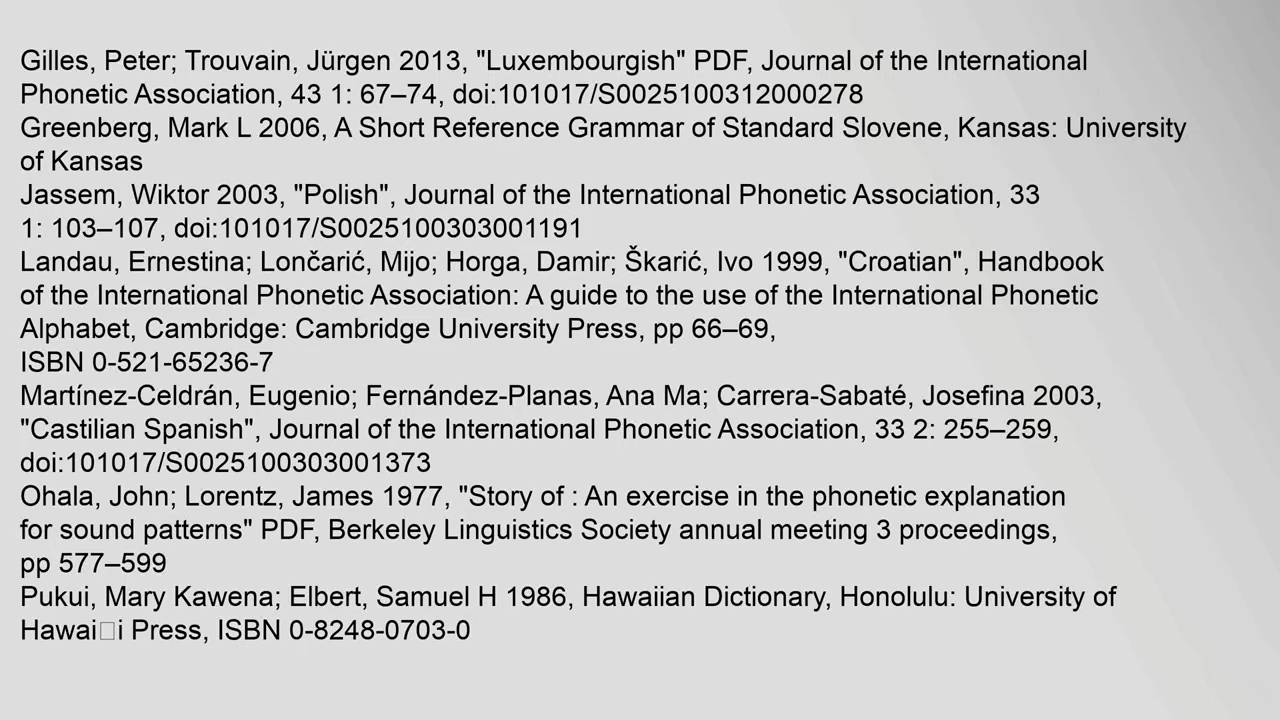 Gilles, Peter; Trouvain, Jürgen 2013, "Luxembourgish" PDF, Journal of the International
Phonetic Association, 43 1: 67–74, doi:101017/S0025100312000278
Greenberg, Mark L 2006, A Short Reference Grammar of Standard Slovene, Kansas: University
of Kansas
Jassem, Wiktor 2003, "Polish", Journal of the International Phonetic Association, 33
1: 103–107, doi:101017/S0025100303001191
Landau, Ernestina; Lončarić, Mijo; Horga, Damir; Škarić, Ivo 1999, "Croatian", Handbook
of the International Phonetic Association: A guide to the use of the International Phonetic
Alphabet, Cambridge: Cambridge University Press, pp 66–69,
ISBN 0-521-65236-7
Martínez-Celdrán, Eugenio; Fernández-Planas, Ana Ma; Carrera-Sabaté, Josefina 2003,
"Castilian Spanish", Journal of the International Phonetic Association, 33 2: 255–259,
doi:101017/S0025100303001373
Ohala, John; Lorentz, James 1977, "Story of : An exercise in the phonetic explanation
for sound patterns" PDF, Berkeley Linguistics Society annual meeting 3 proceedings,
pp 577–599
Pukui, Mary Kawena; Elbert, Samuel H 1986, Hawaiian Dictionary, Honolulu: University of
Hawai□i Press, ISBN 0-8248-0703-0